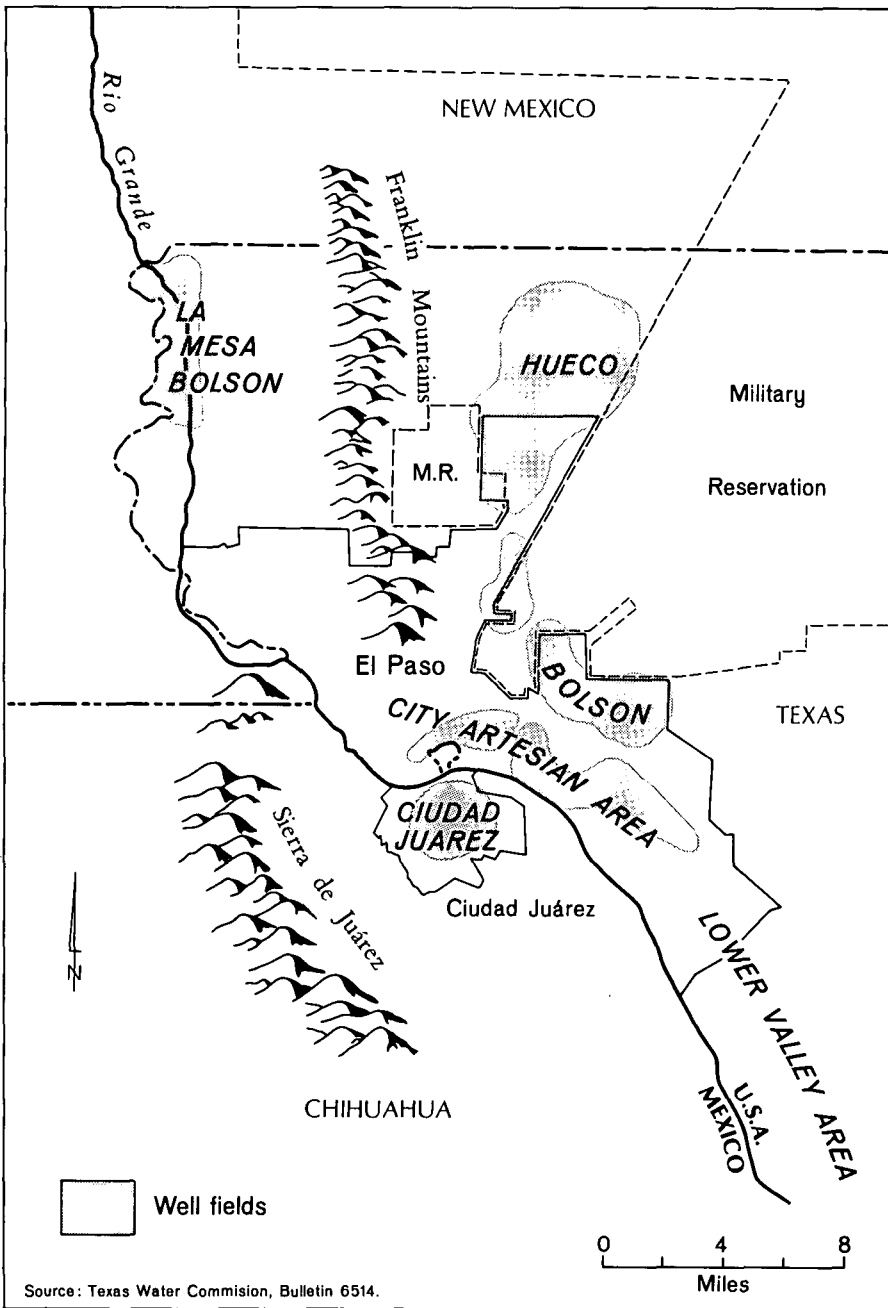 NEW MEXICO
Rio Grande
Franklin Mountains
LA
MESA
BOLSON
HUECO
Military
Reservation
M.R.
El Paso
BOLSON
TEXAS
CITY ARTESIAN AREA
CIUDAD
JUAREZ
Ciudad Juárez
Sierra de Juárez
N
LOWER VALLEY AREA
CHIHUAHUA
U.S.A.
MEXICO
Well fields
0 4 8
Miles
Source: Texas Water Commision, Bulletin 6514.